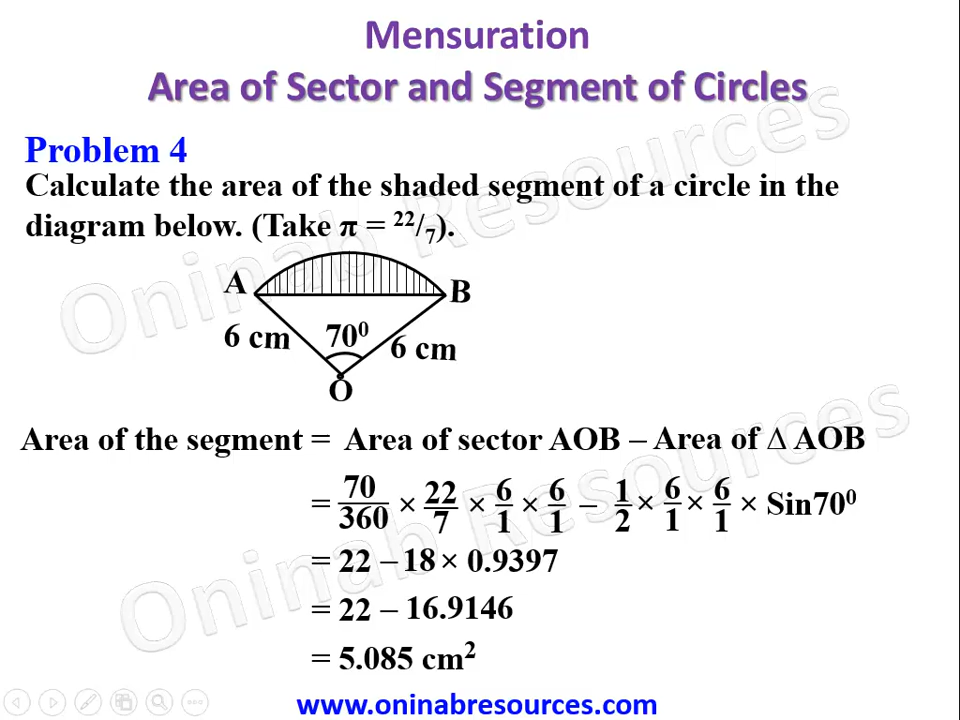 Mensuration
Area of Sector and Segment of Circles
Problem 4
Calculate the area of the shaded segment of a circle in the
diagram below. (Take π = ²²/₇).
A
B
6 cm
70⁰
6 cm
O
Area of the segment = Area of sector AOB – Area of ∆ AOB
= 70/360 × 22/7 × 6/1 × 6/1 – 1/2 × 6/1 × 6/1 × Sin70⁰
= 22 – 18 × 0.9397
= 22 – 16.9146
= 5.085 cm²
www.oninabresources.com
Oninab Resources
Oninab Resources